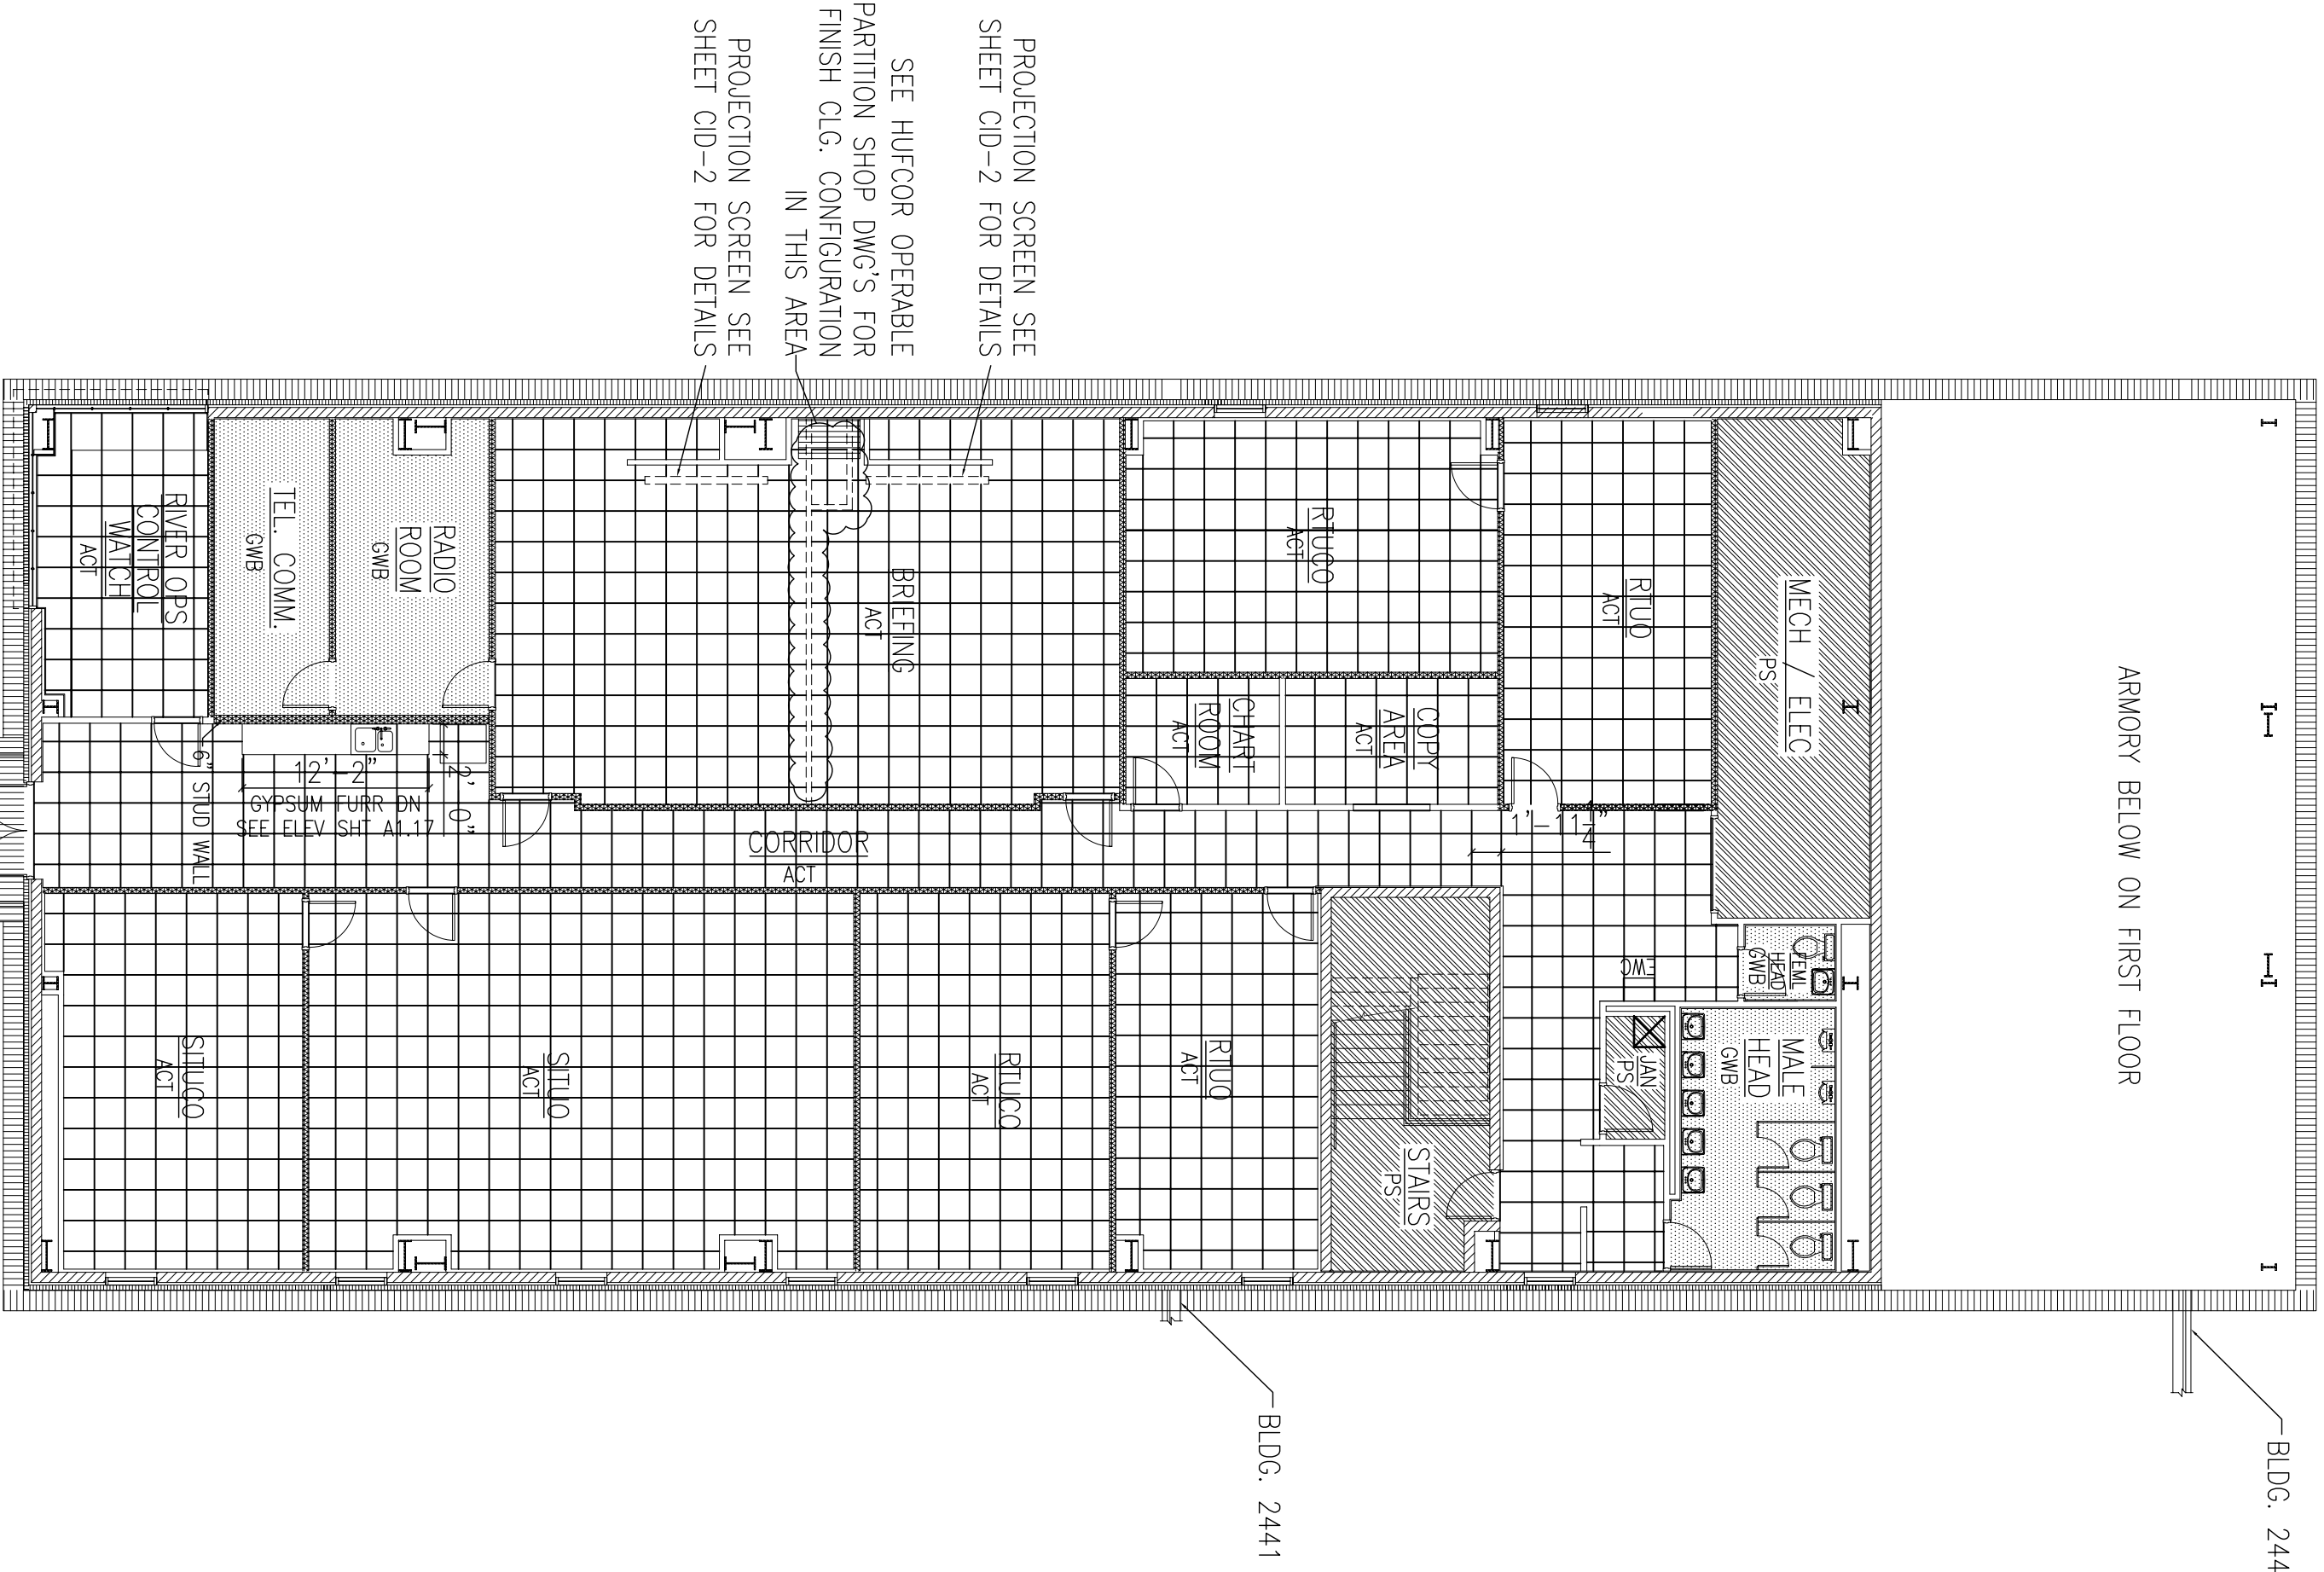 PROJECTION SCREEN SEE
SHEET CID-2 FOR DETAILS
SEE HUFCOR OPERABLE
PARTITION SHOP DWG'S FOR
FINISH CLG. CONFIGURATION
IN THIS AREA
PROJECTION SCREEN SEE
SHEET CID-2 FOR DETAILS
ARMORY BELOW ON FIRST FLOOR
MECH / ELEC
PS
RTUO
ACT
RTUCO
ACT
COPY
AREA
ACT
CHART
ROOM
ACT
BRIEFING
ACT
RADIO
ROOM
GWB
TEL. COMM.
GWB
RIVER OPS
CONTROL
WATCH
ACT
6" STUD WALL
12'-2"
GYPSUM FURR DN
SEE ELEV SHT A1.17
2'-0"
CORRIDOR
ACT
1'-11 1/4"
EWC
FEML
HEAD
GWB
MALE
HEAD
GWB
JAN
PS
STAIRS
PS
RTUO
ACT
RTUCO
ACT
SITUO
ACT
SITUCO
ACT
BLDG. 2441
BLDG. 244